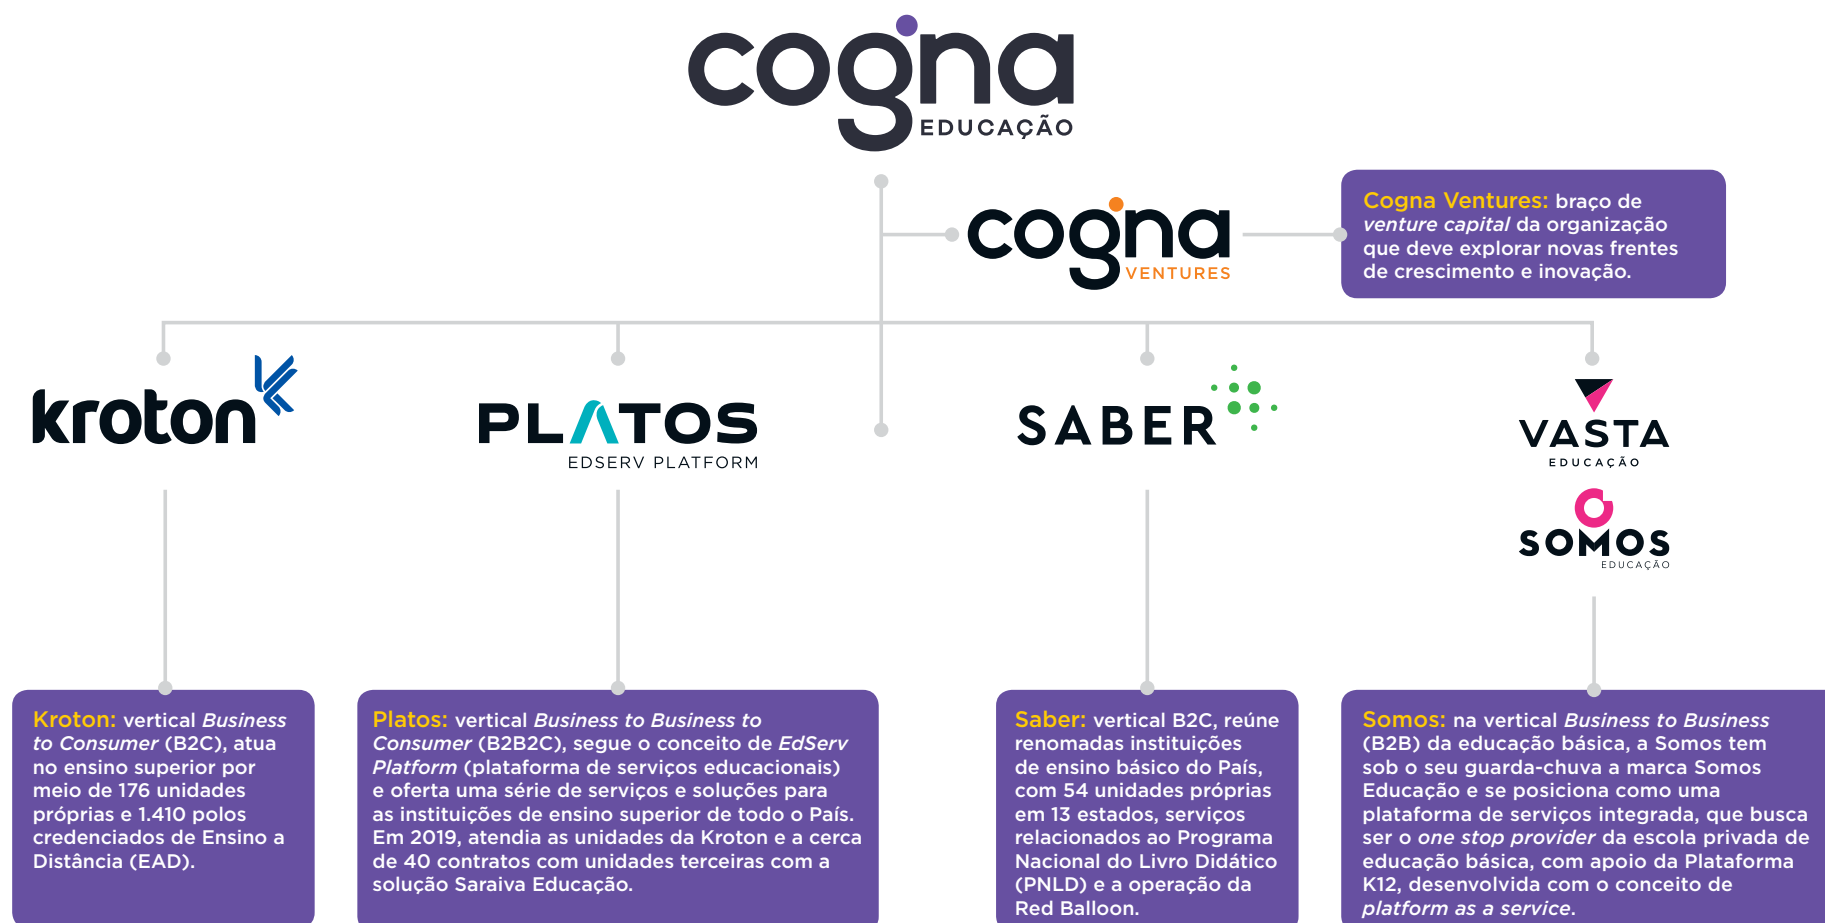 cogna
EDUCAÇÃO
cogna
VENTURES
Cogna Ventures: braço de
venture capital da organização
que deve explorar novas frentes
de crescimento e inovação.
kroton
PLATOS
EDSERV PLATFORM
SABER
VASTA
EDUCAÇÃO
SOMOS
EDUCAÇÃO
Kroton: vertical Business
to Consumer (B2C), atua
no ensino superior por
meio de 176 unidades
próprias e 1.410 polos
credenciados de Ensino a
Distância (EAD).
Platos: vertical Business to Business to
Consumer (B2B2C), segue o conceito de EdServ
Platform (plataforma de serviços educacionais)
e oferta uma série de serviços e soluções para
as instituições de ensino superior de todo o País.
Em 2019, atendia as unidades da Kroton e a cerca
de 40 contratos com unidades terceiras com a
solução Saraiva Educação.
Saber: vertical B2C, reúne
renomadas instituições
de ensino básico do País,
com 54 unidades próprias
em 13 estados, serviços
relacionados ao Programa
Nacional do Livro Didático
(PNLD) e a operação da
Red Balloon.
Somos: na vertical Business to Business
(B2B) da educação básica, a Somos tem
sob o seu guarda-chuva a marca Somos
Educação e se posiciona como uma
plataforma de serviços integrada, que busca
ser o one stop provider da escola privada de
educação básica, com apoio da Plataforma
K12, desenvolvida com o conceito de
platform as a service.